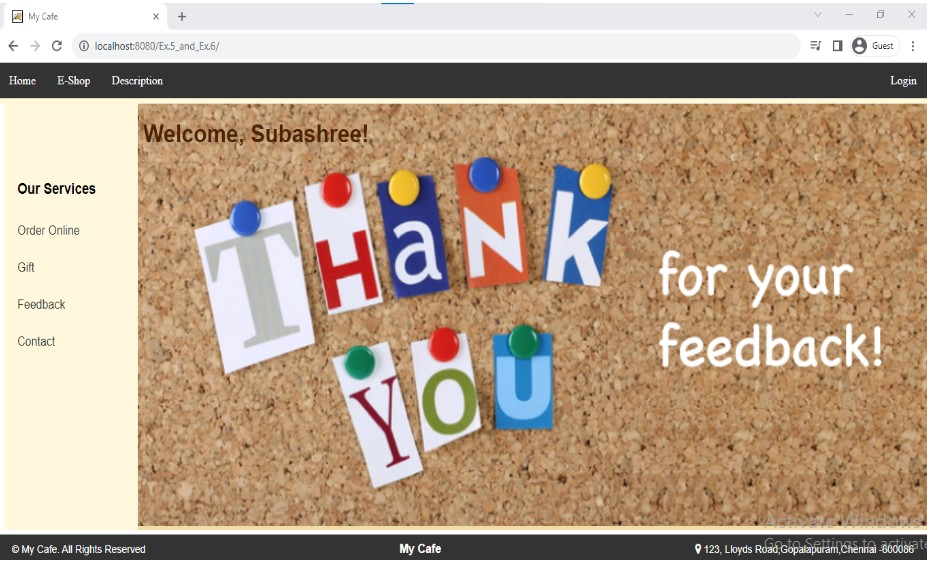 My Cafe
localhost:8080/Ex.5_and_Ex.6/
Guest
Home E-Shop Description Login
Welcome, Subashree!
Our Services
Order Online
Gift
Feedback
Contact
THaNk
YOU
for your
feedback!
Activate Windows
Go to Settings to activate
© My Cafe. All Rights Reserved My Cafe 123, Lloyds Road,Gopalapuram,Chennai -600086